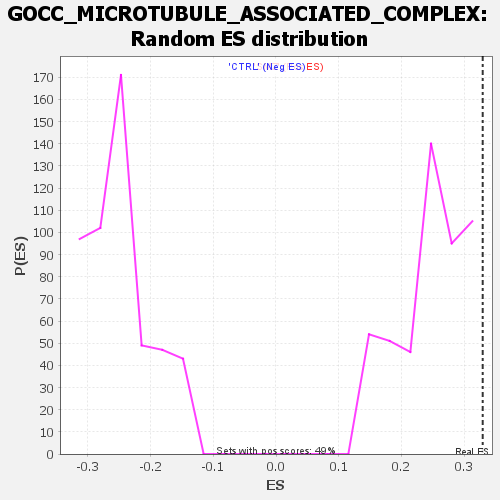 GOCC_MICROTUBULE_ASSOCIATED_COMPLEX:
Random ES distribution
'CTRL' (Neg ES)ES)
170
160
150
140
130
120
110
100
90
80
70
60
50
40
30
20
10
0
P(ES)
Sets with pos scores: 49%
Real ES
-0.3 -0.2 -0.1 0.0 0.1 0.2 0.3
ES